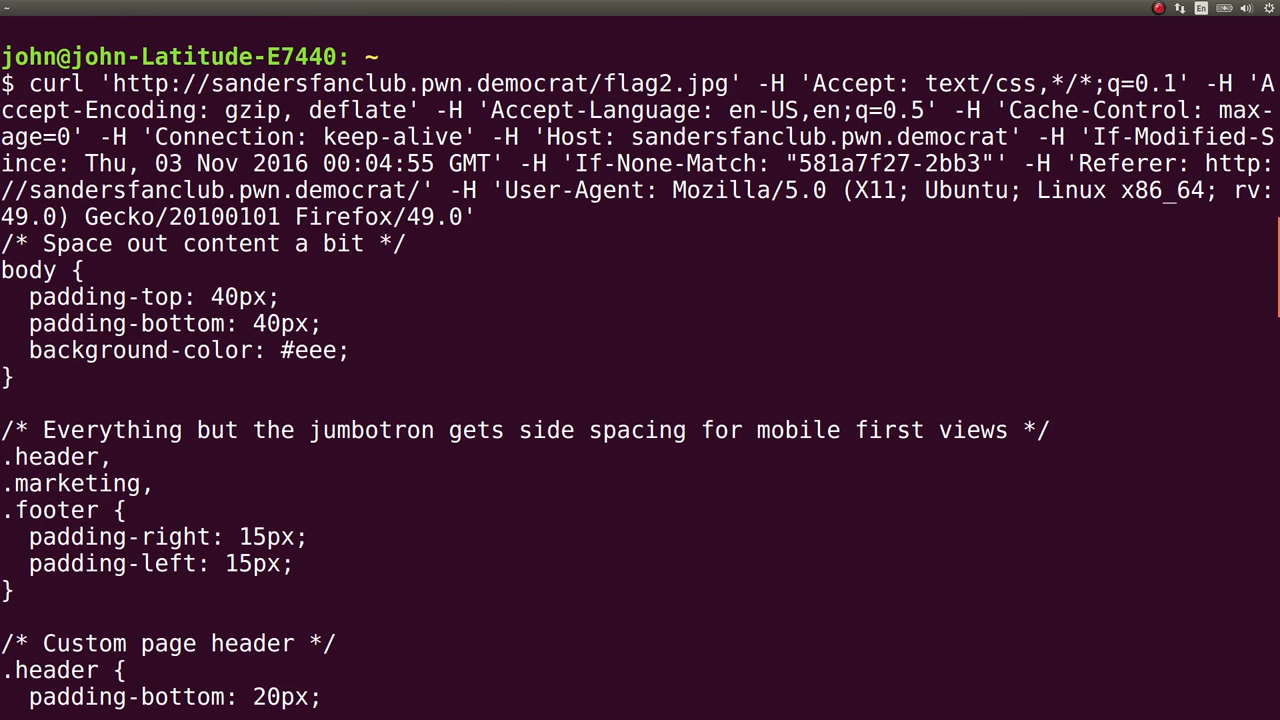 ~ En
john@john-Latitude-E7440: ~
$ curl 'http://sandersfanclub.pwn.democrat/flag2.jpg' -H 'Accept: text/css,*/*;q=0.1' -H 'A
ccept-Encoding: gzip, deflate' -H 'Accept-Language: en-US,en;q=0.5' -H 'Cache-Control: max-
age=0' -H 'Connection: keep-alive' -H 'Host: sandersfanclub.pwn.democrat' -H 'If-Modified-S
ince: Thu, 03 Nov 2016 00:04:55 GMT' -H 'If-None-Match: "581a7f27-2bb3"' -H 'Referer: http:
//sandersfanclub.pwn.democrat/' -H 'User-Agent: Mozilla/5.0 (X11; Ubuntu; Linux x86_64; rv:
49.0) Gecko/20100101 Firefox/49.0'
/* Space out content a bit */
body {
  padding-top: 40px;
  padding-bottom: 40px;
  background-color: #eee;
}

/* Everything but the jumbotron gets side spacing for mobile first views */
.header,
.marketing,
.footer {
  padding-right: 15px;
  padding-left: 15px;
}

/* Custom page header */
.header {
  padding-bottom: 20px;